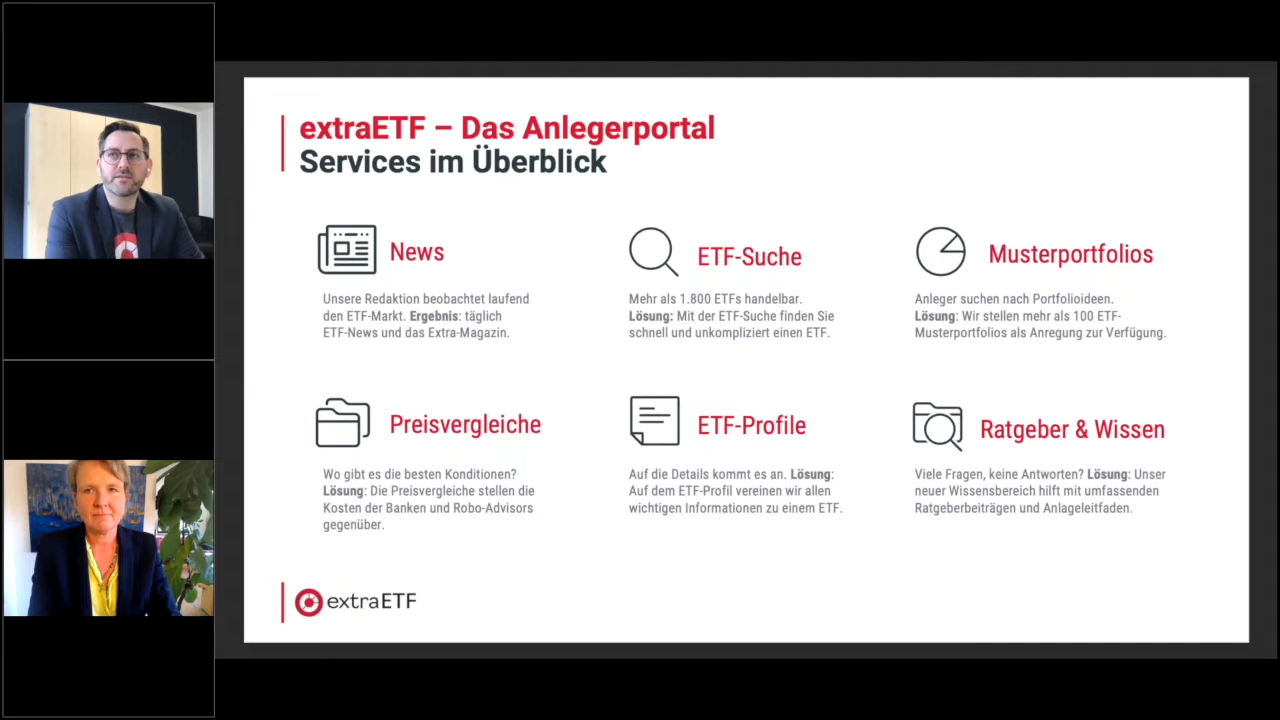 extraETF – Das Anlegerportal
Services im Überblick
News
Unsere Redaktion beobachtet laufend
den ETF-Markt. Ergebnis: täglich
ETF-News und das Extra-Magazin.
ETF-Suche
Mehr als 1.800 ETFs handelbar.
Lösung: Mit der ETF-Suche finden Sie
schnell und unkompliziert einen ETF.
Musterportfolios
Anleger suchen nach Portfolioideen.
Lösung: Wir stellen mehr als 100 ETF-
Musterportfolios als Anregung zur Verfügung.
Preisvergleiche
Wo gibt es die besten Konditionen?
Lösung: Die Preisvergleiche stellen die
Kosten der Banken und Robo-Advisors
gegenüber.
ETF-Profile
Auf die Details kommt es an. Lösung:
Auf dem ETF-Profil vereinen wir allen
wichtigen Informationen zu einem ETF.
Ratgeber & Wissen
Viele Fragen, keine Antworten? Lösung: Unser
neuer Wissensbereich hilft mit umfassenden
Ratgeberbeiträgen und Anlageleitfaden.
extraETF